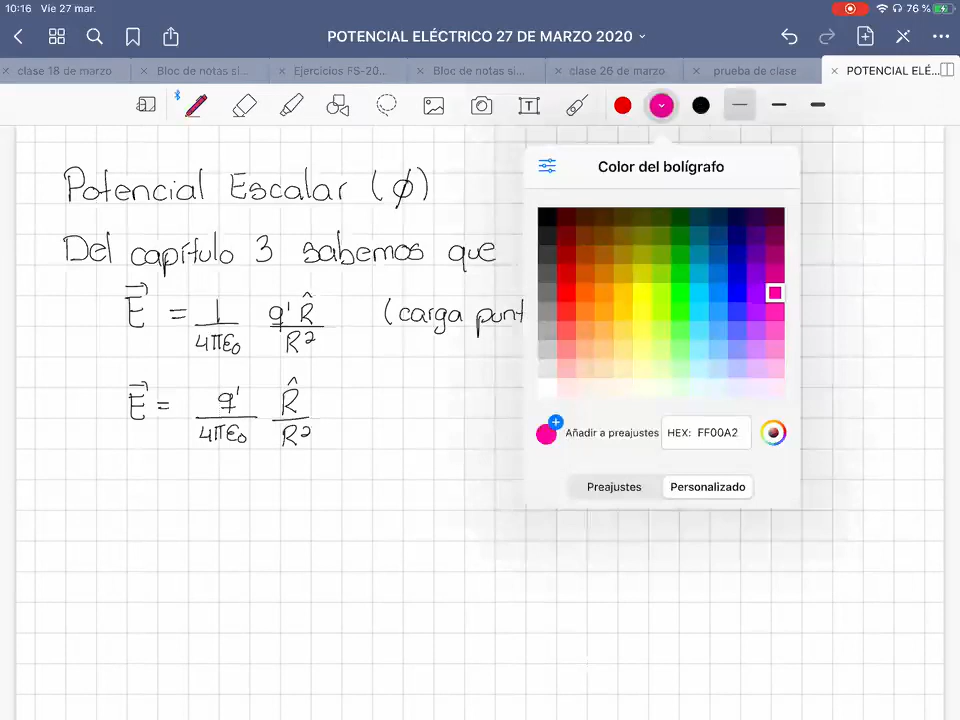 10:16 Vie 27 mar. 76 %
POTENCIAL ELÉCTRICO 27 DE MARZO 2020
clase 18 de marzo Bloc de notas si... Ejercicios FS-20... Bloc de notas si... clase 26 de marzo prueba de clase POTENCIAL ELÉ...
Potencial Escalar (ϕ)
Del capítulo 3 sabemos que
E⃗ = 1/4πε₀ q' R̂/R² (carga punt
E⃗ = q'/4πε₀ R̂/R²
Color del bolígrafo
Añadir a preajustes HEX: FF00A2
Preajustes Personalizado